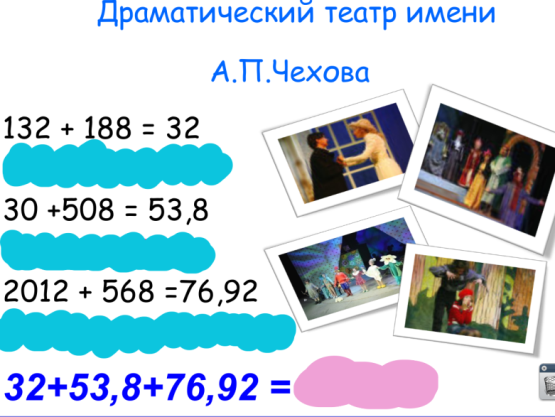 Драматический театр имени
А.П.Чехова
132 + 188 = 32
30 +508 = 53,8
2012 + 568 =76,92
32+53,8+76,92 =